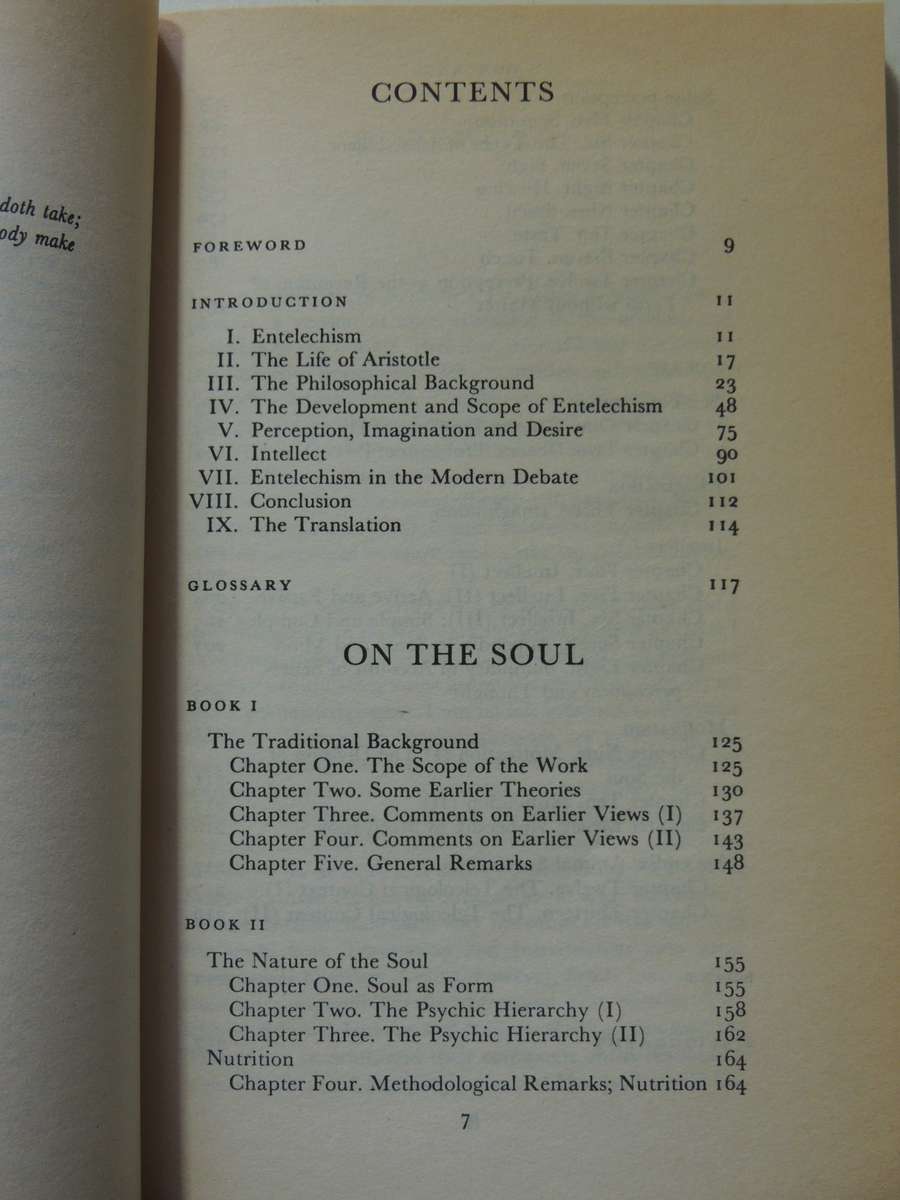 doth take;
ody make
CONTENTS
FOREWORD 9
INTRODUCTION 11
I. Entelechism 11
II. The Life of Aristotle 17
III. The Philosophical Background 23
IV. The Development and Scope of Entelechism 48
V. Perception, Imagination and Desire 75
VI. Intellect 90
VII. Entelechism in the Modern Debate 101
VIII. Conclusion 112
IX. The Translation 114
GLOSSARY 117
ON THE SOUL
BOOK I
The Traditional Background 125
Chapter One. The Scope of the Work 125
Chapter Two. Some Earlier Theories 130
Chapter Three. Comments on Earlier Views (I) 137
Chapter Four. Comments on Earlier Views (II) 143
Chapter Five. General Remarks 148
BOOK II
The Nature of the Soul 155
Chapter One. Soul as Form 155
Chapter Two. The Psychic Hierarchy (I) 158
Chapter Three. The Psychic Hierarchy (II) 162
Nutrition 164
Chapter Four. Methodological Remarks; Nutrition 164
7